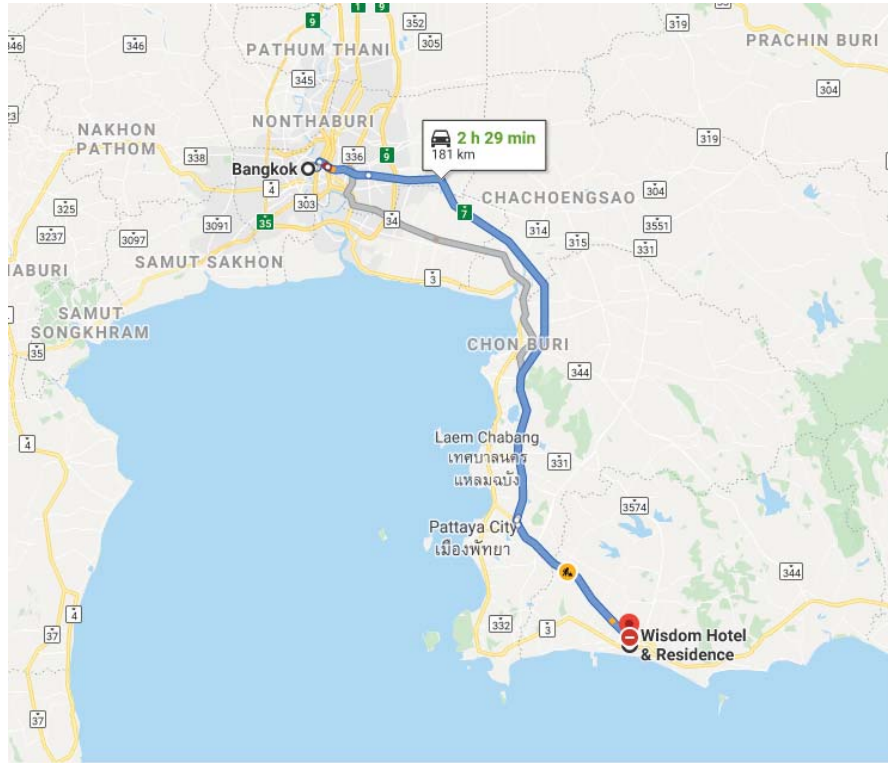 9
1
9
346
346
352
305
319
PATHUM THANI
PRACHIN BURI
304
345
NONTHABURI
2 h 29 min
181 km
319
NAKHON
PATHOM
338
336
9
Bangkok
4
303
7
CHACHOENGSAO
304
325
3237
3097
3091
35
34
314
315
331
3551
SAMUT SAKHON
3
SAMUT
SONGKHRAM
35
CHON BURI
344
4
Laem Chabang
เทศบาลนคร
แหลมฉบัง
331
3574
Pattaya City
เมืองพัทยา
344
4
37
332
3
Wisdom Hotel
& Residence
37